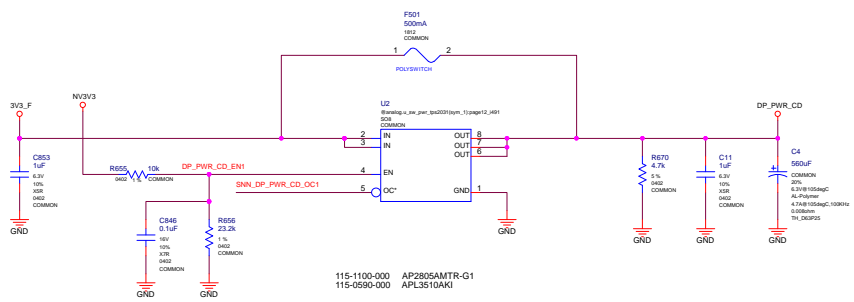 F501
500mA
1812
COMMON
1 2
POLYSWITCH
3V3_F
NV3V3
U2
@analog.u_sw_pwr_tps2031(sym_1):page12_I491
SO8
COMMON
DP_PWR_CD
2 IN OUT 8
3 IN OUT 7
OUT 6
4 EN
5 OC* GND 1
C853
1uF
6.3V
10%
X5R
0402
COMMON
GND
R655 10k
0402 1 % COMMON
DP_PWR_CD_EN1
SNN_DP_PWR_CD_OC1
C846
0.1uF
16V
10%
X7R
0402
COMMON
GND
R656
23.2k
1 %
0402
COMMON
GND
GND
R670
4.7k
5 %
0402
COMMON
GND
C11
1uF
6.3V
10%
X5R
0402
COMMON
GND
C4
560uF
COMMON
20%
6.3V@105degC
AL-Polymer
4.7A@105degC,100KHz
0.008ohm
TH_D63P25
GND
115-1100-000 AP2805AMTR-G1
115-0590-000 APL3510AKI